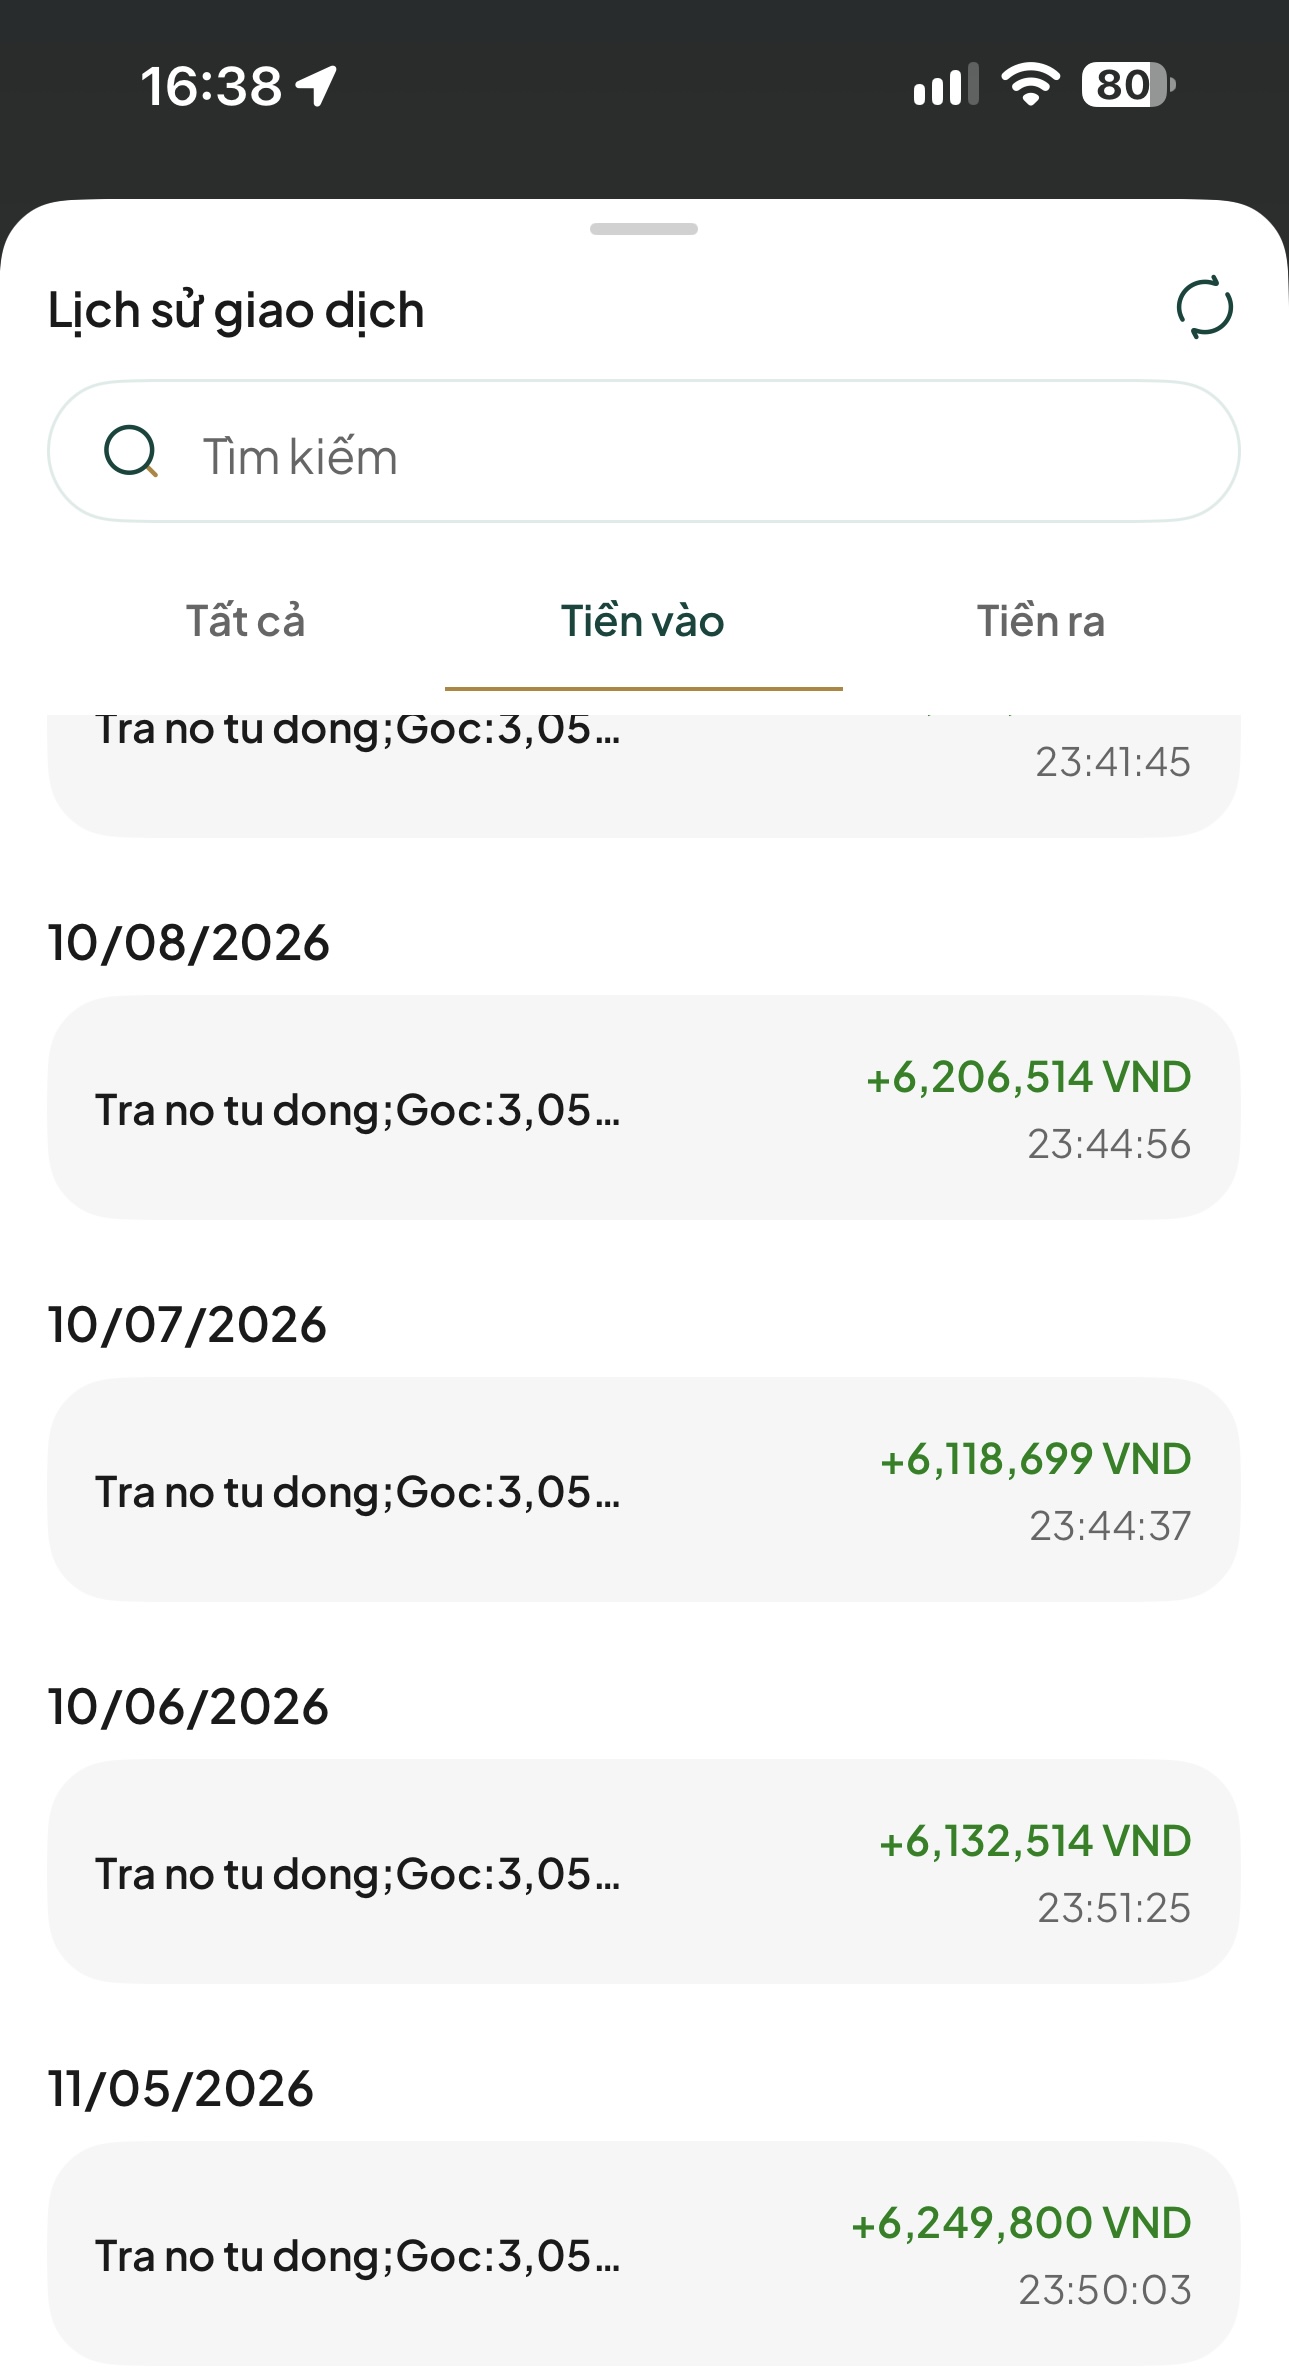 16:38
80
Lịch sử giao dịch
Tìm kiếm
Tất cả
Tiền vào
Tiền ra
Tra no tu dong;Goc:3,05...
23:41:45
10/08/2026
Tra no tu dong;Goc:3,05...
+6,206,514 VND
23:44:56
10/07/2026
Tra no tu dong;Goc:3,05...
+6,118,699 VND
23:44:37
10/06/2026
Tra no tu dong;Goc:3,05...
+6,132,514 VND
23:51:25
11/05/2026
Tra no tu dong;Goc:3,05...
+6,249,800 VND
23:50:03